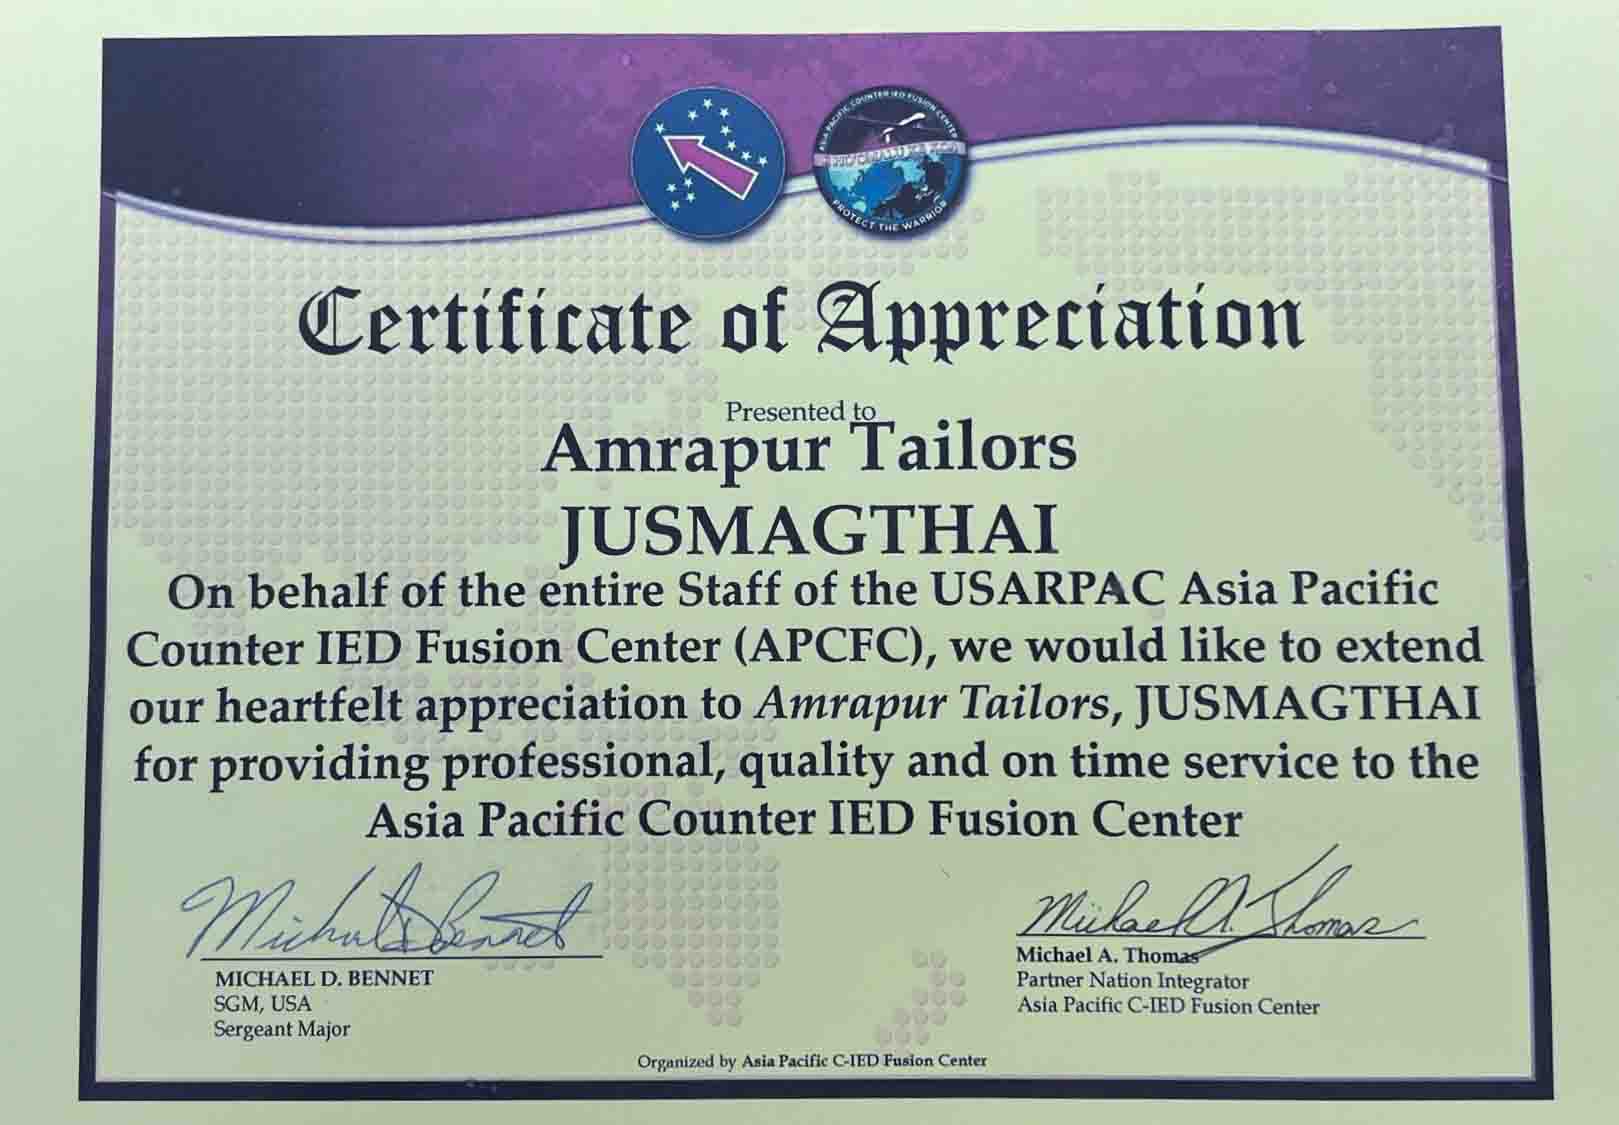 ASIA PACIFIC COUNTER IED FUSION CENTER
PROTECT THE WARRIOR
Certificate of Appreciation
Presented to
Amrapur Tailors
JUSMAGTHAI
On behalf of the entire Staff of the USARPAC Asia Pacific
Counter IED Fusion Center (APCFC), we would like to extend
our heartfelt appreciation to Amrapur Tailors, JUSMAGTHAI
for providing professional, quality and on time service to the
Asia Pacific Counter IED Fusion Center
Michael D Bennet
MICHAEL D. BENNET
SGM, USA
Sergeant Major
Michael A. Thomas
Michael A. Thomas
Partner Nation Integrator
Asia Pacific C-IED Fusion Center
Organized by Asia Pacific C-IED Fusion Center